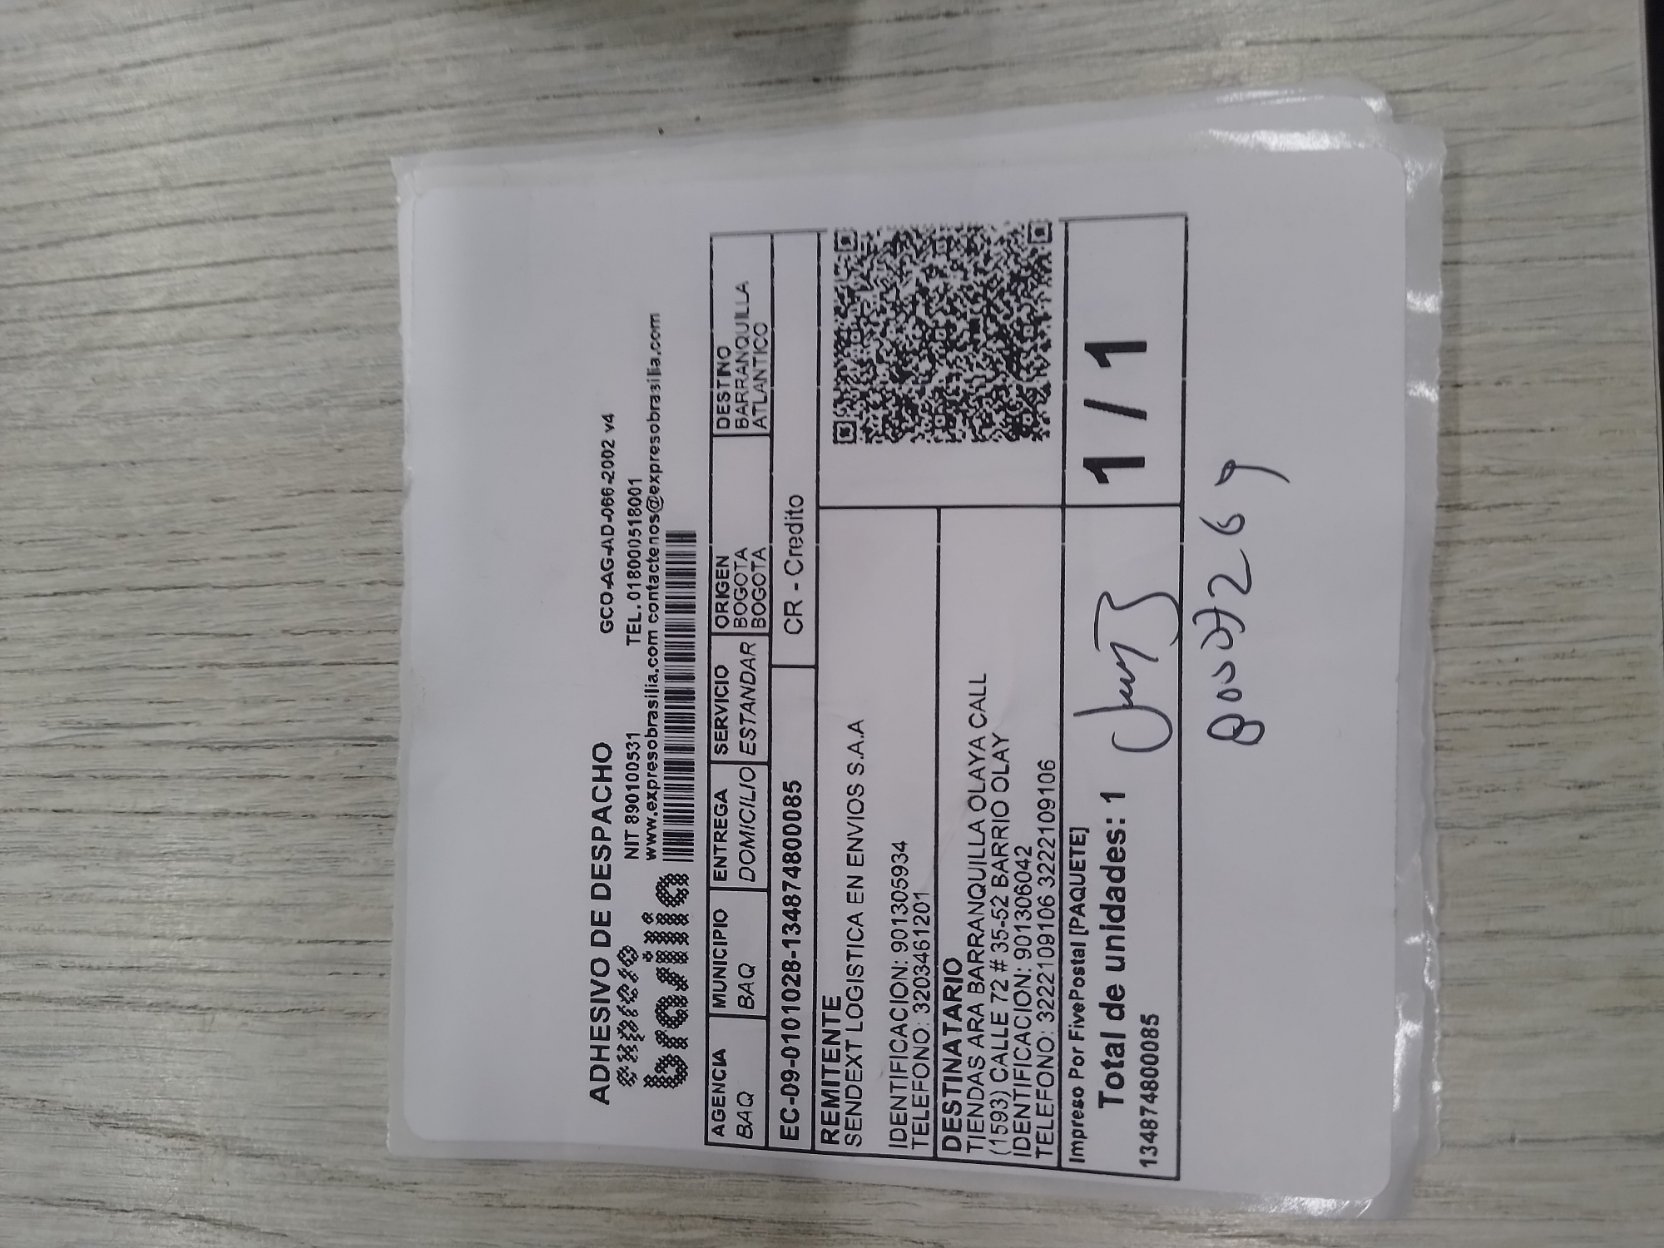 ADHESIVO DE DESPACHO
GCO-AG-AD-066-2002 v4
expreso
brasilia
NIT 890100531 TEL. 018000518001
www.expresobrasilia.com contactenos@expresobrasilia.com
AGENCIA MUNICIPIO ENTREGA SERVICIO ORIGEN DESTINO
BAQ BAQ DOMICILIO ESTANDAR BOGOTA BARRANQUILLA
BOGOTA ATLANTICO
EC-09-0101028-1348748​00085 CR - Credito
REMITENTE
SENDEXT LOGISTICA EN ENVIOS S.A.A
IDENTIFICACION: 901305934
TELEFONO: 3203461201
DESTINATARIO
TIENDAS ARA BARRANQUILLA OLAYA CALL
(1593) CALLE 72 # 35-52 BARRIO OLAY
IDENTIFICACION: 901306042
TELEFONO: 3222109106 3222109106
Impreso Por FivePostal [PAQUETE]
Total de unidades: 1
1 / 1
134874800085